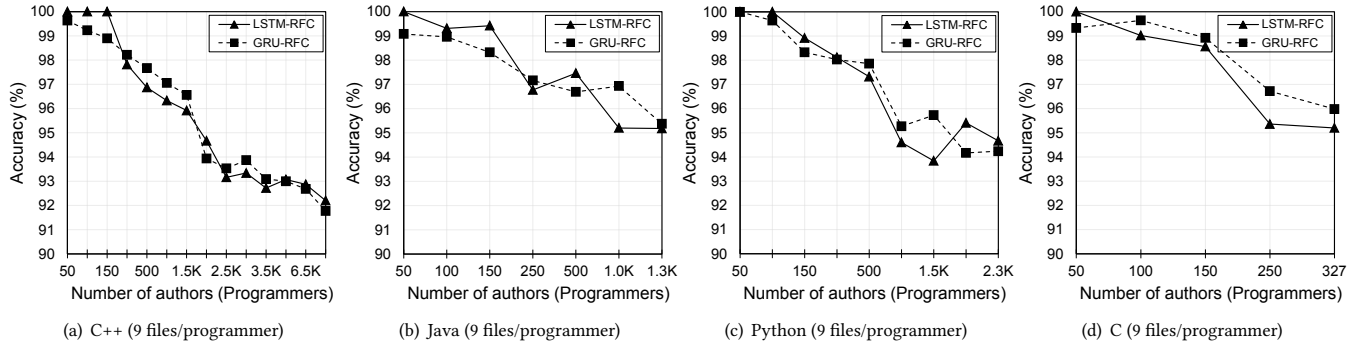 100
99
98
97
96
95
94
93
92
91
90
Accuracy (%)
LSTM-RFC
GRU-RFC
50 150 500 1.5K 2.5K 3.5K 6.5K
Number of authors (Programmers)
(a) C++ (9 files/programmer)
100
99
98
97
96
95
94
93
92
91
90
Accuracy (%)
LSTM-RFC
GRU-RFC
50 100 150 250 500 1.0K 1.3K
Number of authors (Programmers)
(b) Java (9 files/programmer)
100
99
98
97
96
95
94
93
92
91
90
Accuracy (%)
LSTM-RFC
GRU-RFC
50 150 500 1.5K 2.3K
Number of authors (Programmers)
(c) Python (9 files/programmer)
100
99
98
97
96
95
94
93
92
91
90
Accuracy (%)
LSTM-RFC
GRU-RFC
50 100 150 250 327
Number of authors (Programmers)
(d) C (9 files/programmer)